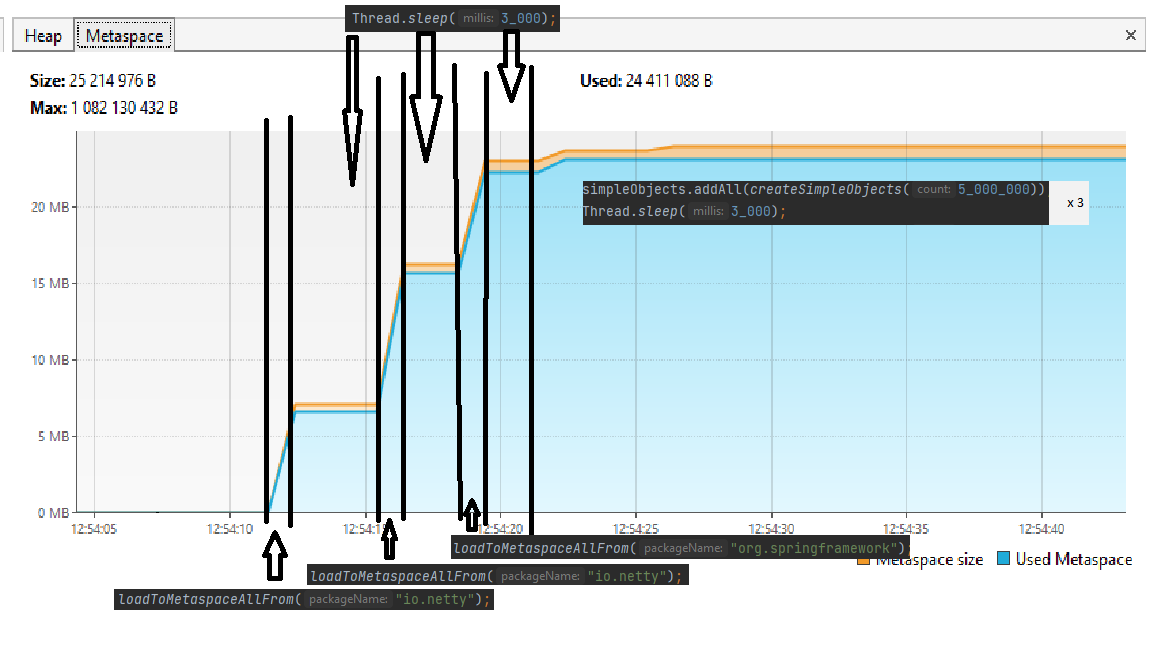 Thread.sleep( millis: 3_000);
Heap Metaspace
Size: 25 214 976 B Used: 24 411 088 B
Max: 1 082 130 432 B
simpleObjects.addAll(createSimpleObjects( count: 5_000_000))
Thread.sleep( millis: 3_000);
x 3
20 MB
15 MB
10 MB
5 MB
0 MB
12:54:05 12:54:10 12:54:15 12:54:20 12:54:25 12:54:30 12:54:35 12:54:40
loadToMetaspaceAllFrom( packageName: "org.springframework");
Metaspace size Used Metaspace
loadToMetaspaceAllFrom( packageName: "io.netty");
loadToMetaspaceAllFrom( packageName: "io.netty");